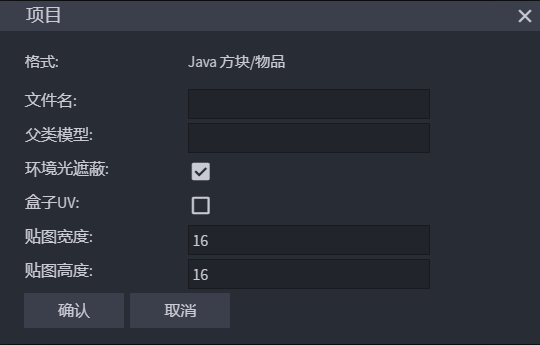 项目
格式: Java 方块/物品
文件名:
父类模型:
环境光遮蔽:
盒子UV:
贴图宽度: 16
贴图高度: 16
确认 取消